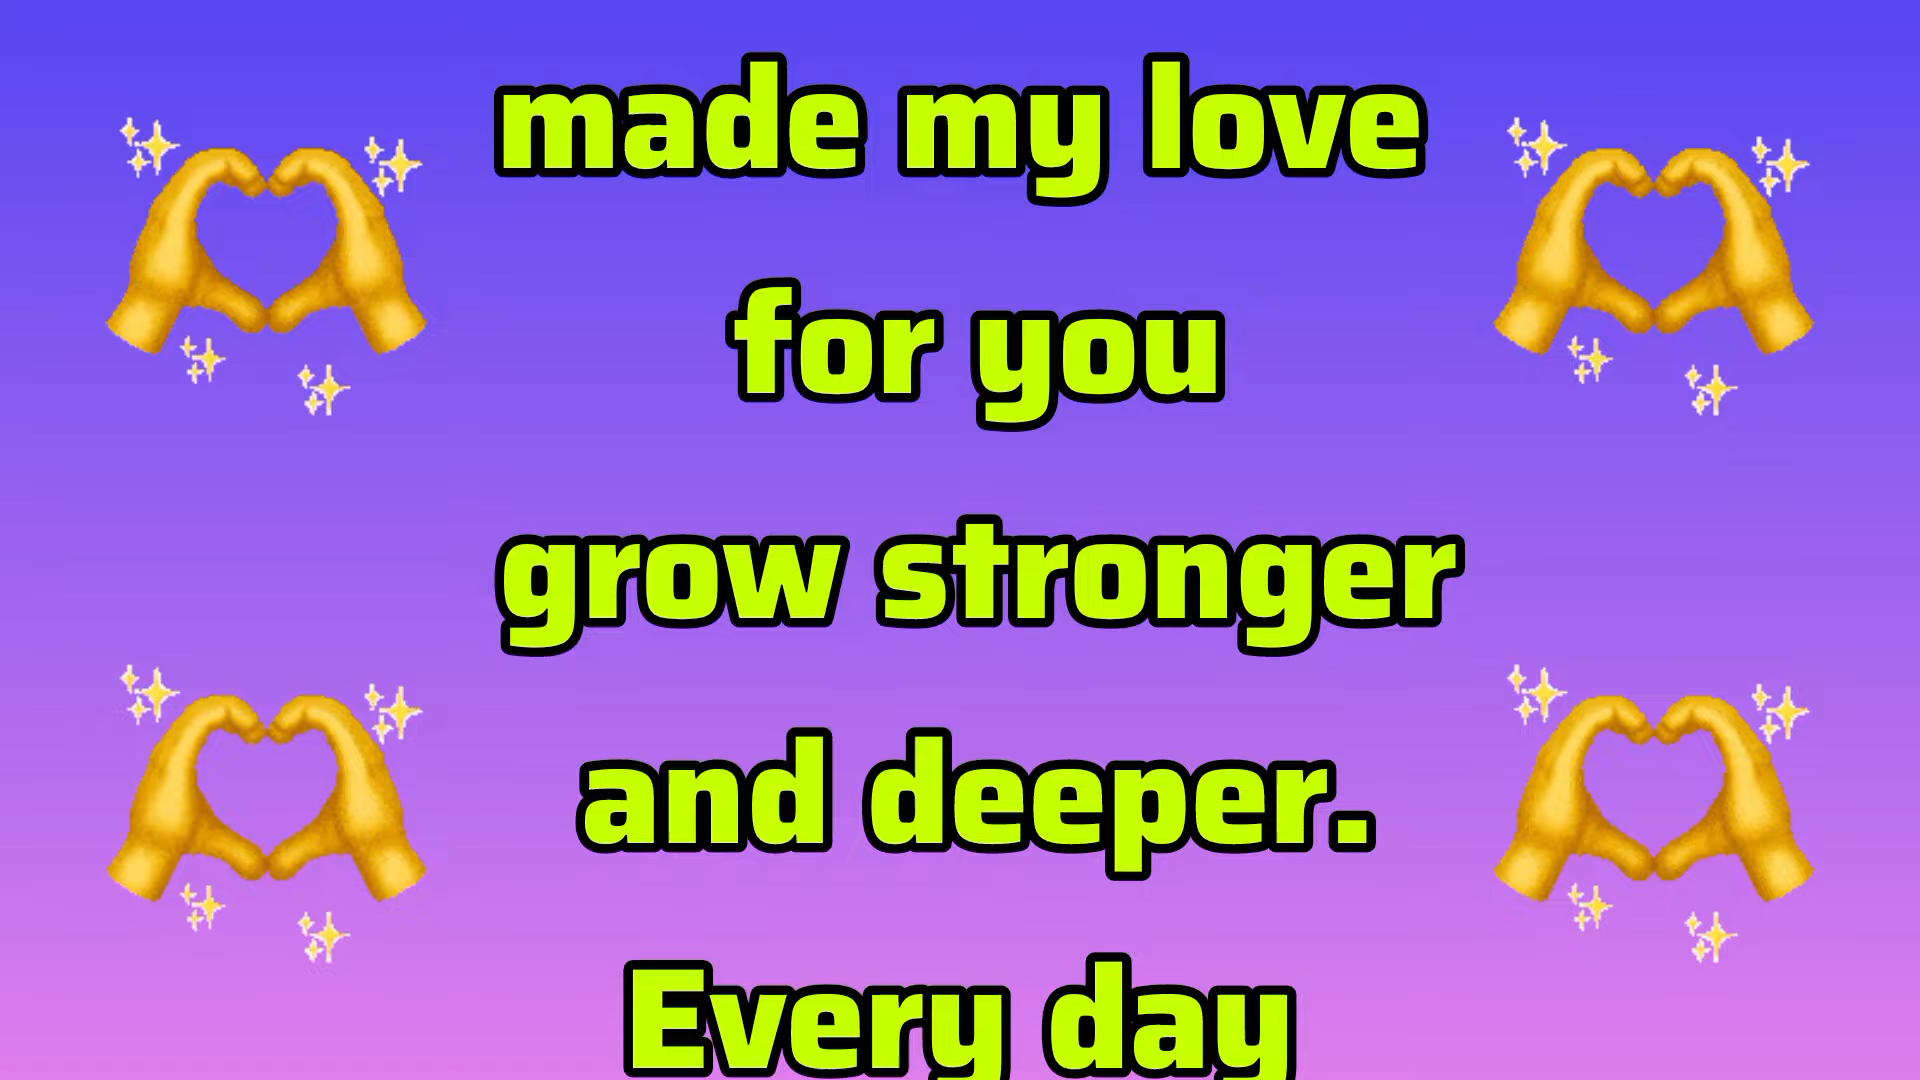 made my love
for you
grow stronger
and deeper.
Every day